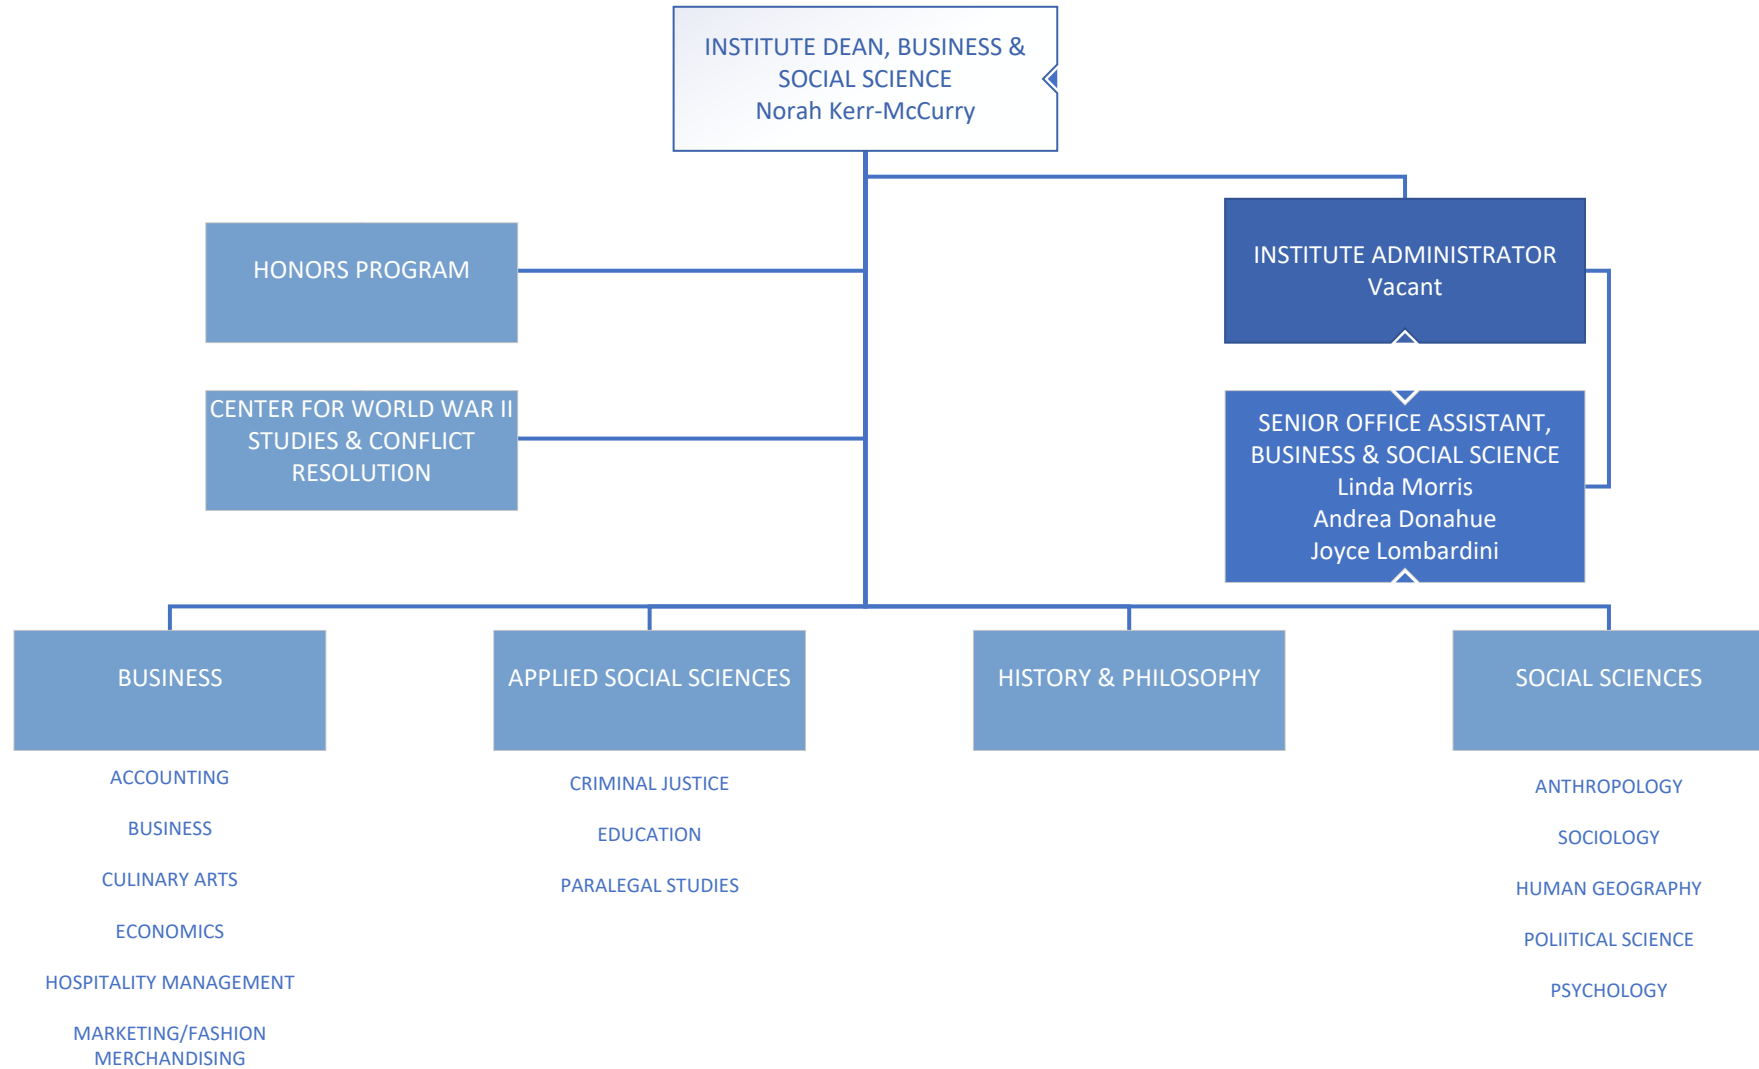 INSTITUTE DEAN, BUSINESS &
SOCIAL SCIENCE
Norah Kerr-McCurry
HONORS PROGRAM
INSTITUTE ADMINISTRATOR
Vacant
CENTER FOR WORLD WAR II
STUDIES & CONFLICT
RESOLUTION
SENIOR OFFICE ASSISTANT,
BUSINESS & SOCIAL SCIENCE
Linda Morris
Andrea Donahue
Joyce Lombardini
BUSINESS
ACCOUNTING
BUSINESS
CULINARY ARTS
ECONOMICS
HOSPITALITY MANAGEMENT
MARKETING/FASHION
MERCHANDISING
APPLIED SOCIAL SCIENCES
CRIMINAL JUSTICE
EDUCATION
PARALEGAL STUDIES
HISTORY & PHILOSOPHY
SOCIAL SCIENCES
ANTHROPOLOGY
SOCIOLOGY
HUMAN GEOGRAPHY
POLIITICAL SCIENCE
PSYCHOLOGY